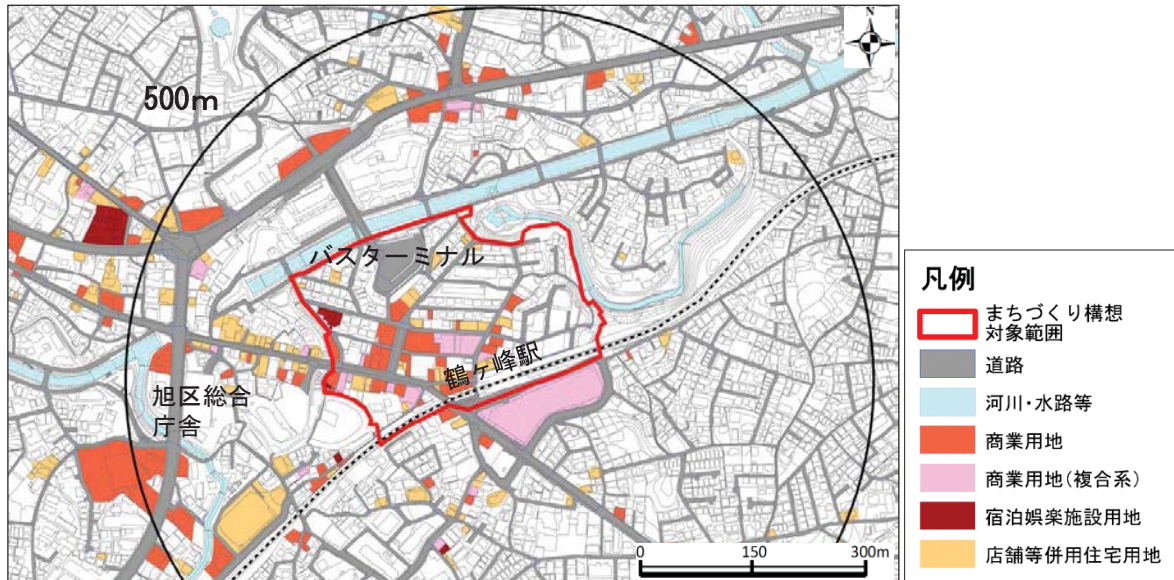 N
500m
バスターミナル
鶴ヶ峰駅
旭区総合
庁舎
0 150 300m
凡例
まちづくり構想
対象範囲
道路
河川・水路等
商業用地
商業用地(複合系)
宿泊娯楽施設用地
店舗等併用住宅用地